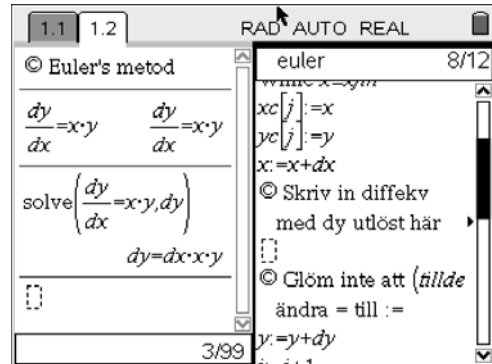 1.1 1.2 RAD AUTO REAL
© Euler's metod
dy/dx=x·y dy/dx=x·y
solve(dy/dx=x·y,dy)
dy=dx·x·y
3/99
euler 8/12
xc[j]:=x
yc[j]:=y
x:=x+dx
© Skriv in diffekv
med dy utlöst här
© Glöm inte att (tillde
ändra = till :=
y:=y+dy